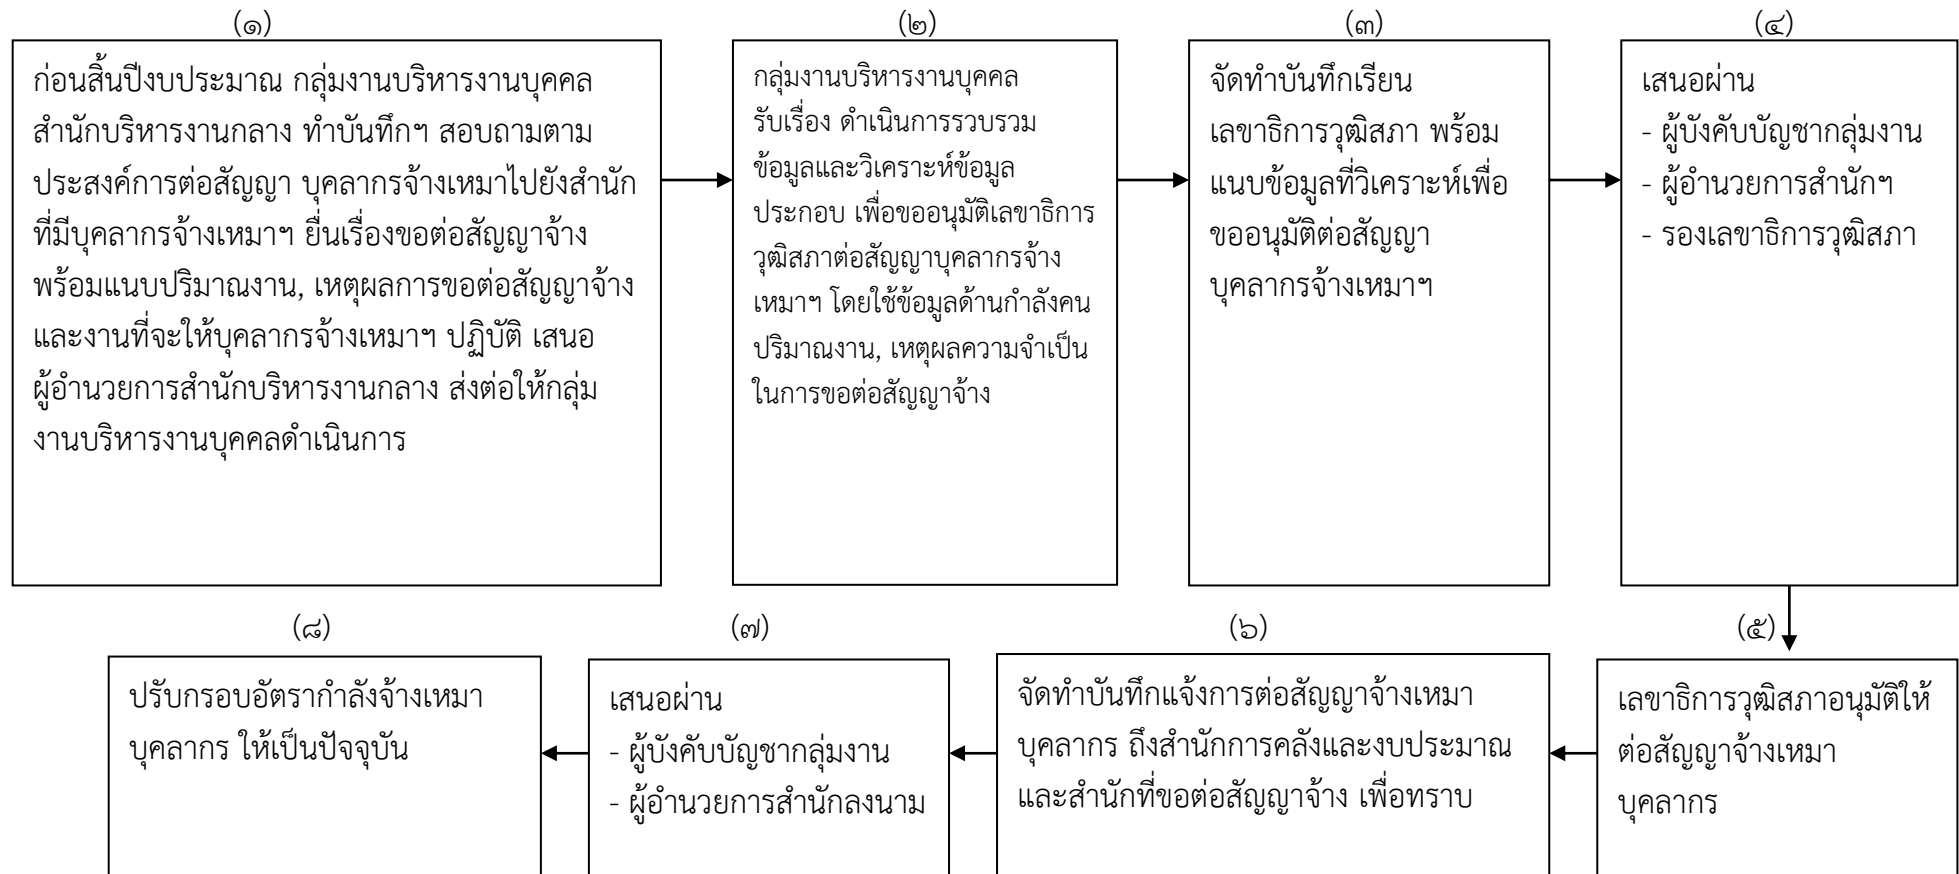 (๑)
ก่อนสิ้นปีงบประมาณ กลุ่มงานบริหารงานบุคคล
สำนักบริหารงานกลาง ทำบันทึกฯ สอบถามตาม
ประสงค์การต่อสัญญา บุคลากรจ้างเหมาไปยังสำนัก
ที่มีบุคลากรจ้างเหมาฯ ยื่นเรื่องขอต่อสัญญาจ้าง
พร้อมแนบปริมาณงาน, เหตุผลการขอต่อสัญญาจ้าง
และงานที่จะให้บุคลากรจ้างเหมาฯ ปฏิบัติ เสนอ
ผู้อำนวยการสำนักบริหารงานกลาง ส่งต่อให้กลุ่ม
งานบริหารงานบุคคลดำเนินการ
(๒)
กลุ่มงานบริหารงานบุคคล
รับเรื่อง ดำเนินการรวบรวม
ข้อมูลและวิเคราะห์ข้อมูล
ประกอบ เพื่อขออนุมัติเลขาธิการ
วุฒิสภาต่อสัญญาบุคลากรจ้าง
เหมาฯ โดยใช้ข้อมูลด้านกำลังคน
ปริมาณงาน, เหตุผลความจำเป็น
ในการขอต่อสัญญาจ้าง
(๓)
จัดทำบันทึกเรียน
เลขาธิการวุฒิสภา พร้อม
แนบข้อมูลที่วิเคราะห์เพื่อ
ขออนุมัติต่อสัญญา
บุคลากรจ้างเหมาฯ
(๔)
เสนอผ่าน
- ผู้บังคับบัญชากลุ่มงาน
- ผู้อำนวยการสำนักฯ
- รองเลขาธิการวุฒิสภา
(๕)
เลขาธิการวุฒิสภาอนุมัติให้
ต่อสัญญาจ้างเหมา
บุคลากร
(๖)
จัดทำบันทึกแจ้งการต่อสัญญาจ้างเหมา
บุคลากร ถึงสำนักการคลังและงบประมาณ
และสำนักที่ขอต่อสัญญาจ้าง เพื่อทราบ
(๗)
เสนอผ่าน
- ผู้บังคับบัญชากลุ่มงาน
- ผู้อำนวยการสำนักลงนาม
(๘)
ปรับกรอบอัตรากำลังจ้างเหมา
บุคลากร ให้เป็นปัจจุบัน